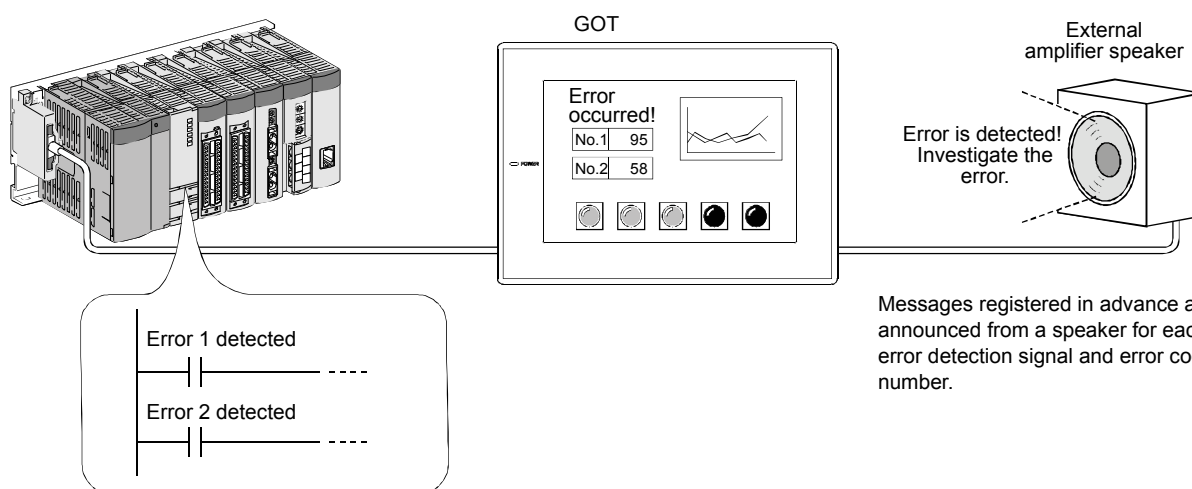 GOT
External
amplifier speaker
Error
occurred!
No.1 95
No.2 58
POWER
Error is detected!
Investigate the
error.
Error 1 detected
Error 2 detected
Messages registered in advance
announced from a speaker for
error detection signal and error
number.